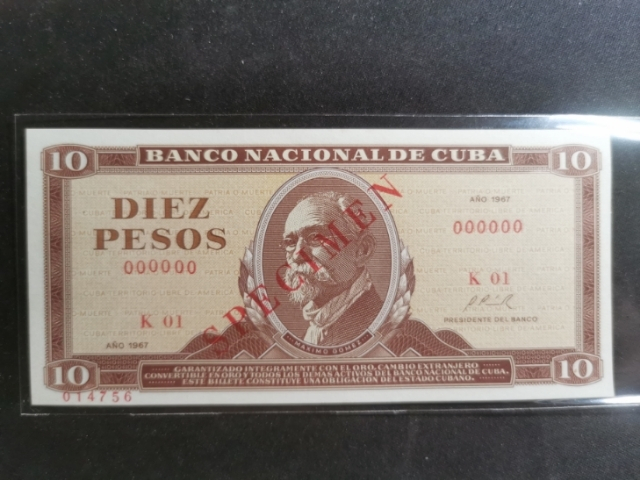 10 BANCO NACIONAL DE CUBA 10
DIEZ
PESOS
AÑO 1967
000000
000000
K 01
K 01
SPECIMEN
PRESIDENTE DEL BANCO
MAXIMO GOMEZ
AÑO 1967
10 GARANTIZADO INTEGRAMENTE CON EL ORO, CAMBIO EXTRANJERO 10
CONVERTIBLE EN ORO Y TODOS LOS DEMAS ACTIVOS DEL BANCO NACIONAL DE CUBA.
ESTE BILLETE CONSTITUYE UNA OBLIGACION DEL ESTADO CUBANO.
014756